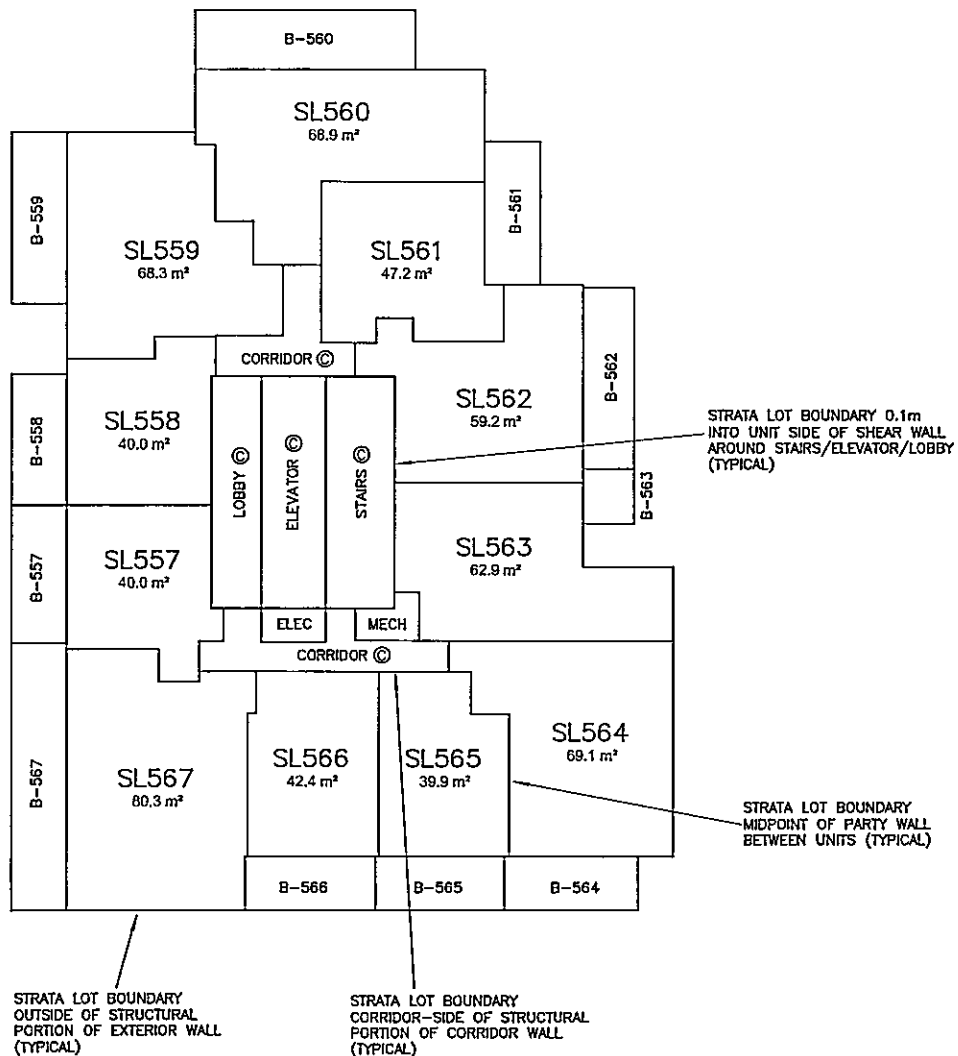 B-560
SL560
68.9 m²
B-559
B-561
SL559
68.3 m²
SL561
47.2 m²
CORRIDOR ©
B-558
SL558
40.0 m²
LOBBY ©
ELEVATOR ©
STAIRS ©
SL562
59.2 m²
B-562
STRATA LOT BOUNDARY 0.1m
INTO UNIT SIDE OF SHEAR WALL
AROUND STAIRS/ELEVATOR/LOBBY
(TYPICAL)
B-563
B-557
SL557
40.0 m²
SL563
62.9 m²
ELEC
MECH
CORRIDOR ©
B-567
SL567
80.3 m²
SL566
42.4 m²
SL565
39.9 m²
SL564
69.1 m²
STRATA LOT BOUNDARY
MIDPOINT OF PARTY WALL
BETWEEN UNITS (TYPICAL)
B-566
B-565
B-564
STRATA LOT BOUNDARY
OUTSIDE OF STRUCTURAL
PORTION OF EXTERIOR WALL
(TYPICAL)
STRATA LOT BOUNDARY
CORRIDOR-SIDE OF STRUCTURAL
PORTION OF CORRIDOR WALL
(TYPICAL)